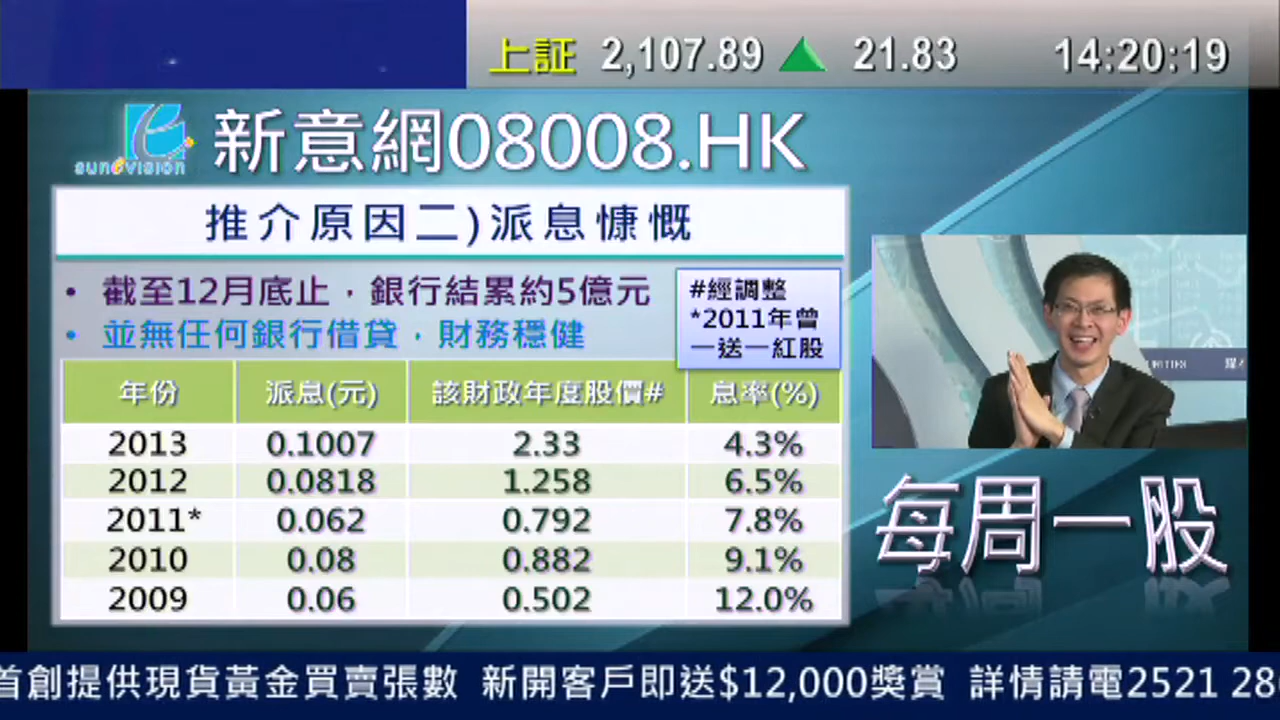 上証 2,107.89 ▲ 21.83 14:20:19
sunevision
新意網08008.HK
推介原因二)派息慷慨
• 截至12月底止，銀行結累約5億元
• 並無任何銀行借貸，財務穩健
#經調整
*2011年曾
一送一紅股
年份 派息(元) 該財政年度股價# 息率(%)
2013 0.1007 2.33 4.3%
2012 0.0818 1.258 6.5%
2011* 0.062 0.792 7.8%
2010 0.08 0.882 9.1%
2009 0.06 0.502 12.0%
每周一股
首創提供現貨黃金買賣張數 新開客戶即送$12,000獎賞 詳情請電2521 28